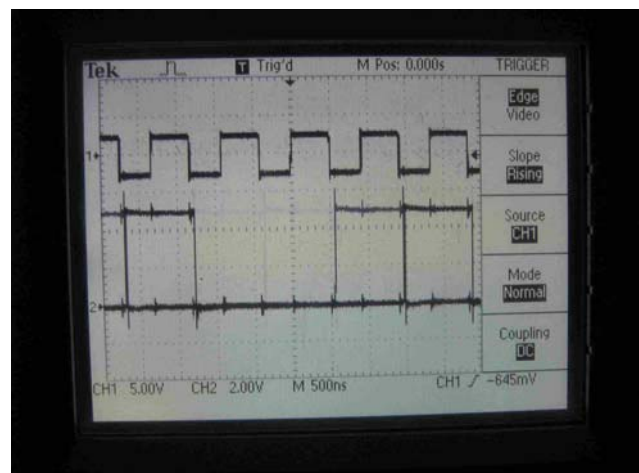 Tek T Trig'd M Pos: 0.000s TRIGGER
Edge
Video
Slope
Rising
Source
CH1
Mode
Normal
Coupling
DC
1
2
CH1 5.00V CH2 2.00V M 500ns CH1 -645mV